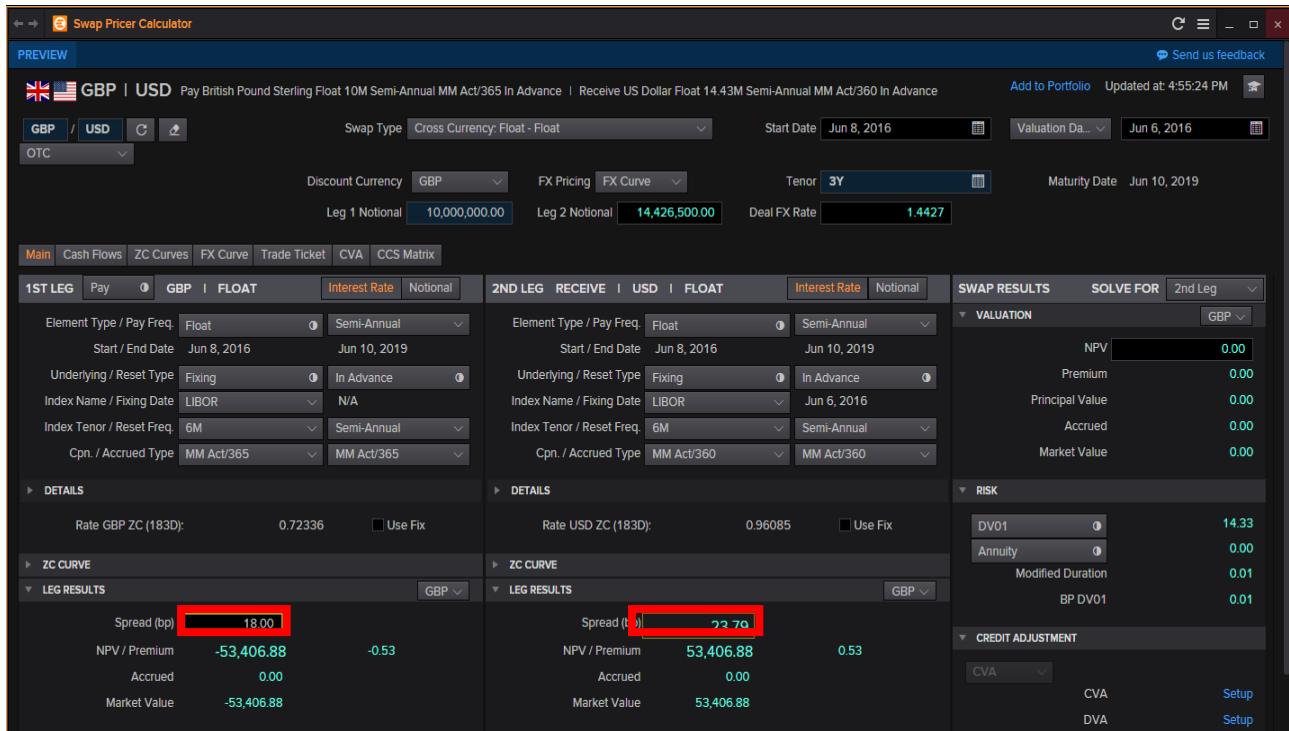 Swap Pricer Calculator
PREVIEW Send us feedback
GBP | USD Pay British Pound Sterling Float 10M Semi-Annual MM Act/365 In Advance | Receive US Dollar Float 14.43M Semi-Annual MM Act/360 In Advance Add to Portfolio Updated at: 4:55:24 PM
GBP / USD Swap Type Cross Currency: Float - Float Start Date Jun 8, 2016 Valuation Da... Jun 6, 2016
OTC
Discount Currency GBP FX Pricing FX Curve Tenor 3Y Maturity Date Jun 10, 2019
Leg 1 Notional 10,000,000.00 Leg 2 Notional 14,426,500.00 Deal FX Rate 1.4427
Main Cash Flows ZC Curves FX Curve Trade Ticket CVA CCS Matrix
1ST LEG Pay GBP | FLOAT Interest Rate Notional
Element Type / Pay Freq. Float Semi-Annual
Start / End Date Jun 8, 2016 Jun 10, 2019
Underlying / Reset Type Fixing In Advance
Index Name / Fixing Date LIBOR N/A
Index Tenor / Reset Freq. 6M Semi-Annual
Cpn. / Accrued Type MM Act/365 MM Act/365
DETAILS
Rate GBP ZC (183D): 0.72336 Use Fix
ZC CURVE
LEG RESULTS GBP
Spread (bp) 18.00
NPV / Premium -53,406.88 -0.53
Accrued 0.00
Market Value -53,406.88
2ND LEG RECEIVE | USD | FLOAT Interest Rate Notional
Element Type / Pay Freq. Float Semi-Annual
Start / End Date Jun 8, 2016 Jun 10, 2019
Underlying / Reset Type Fixing In Advance
Index Name / Fixing Date LIBOR Jun 6, 2016
Index Tenor / Reset Freq. 6M Semi-Annual
Cpn. / Accrued Type MM Act/360 MM Act/360
DETAILS
Rate USD ZC (183D): 0.96085 Use Fix
ZC CURVE
LEG RESULTS GBP
Spread (bp) 23.79
NPV / Premium 53,406.88 0.53
Accrued 0.00
Market Value 53,406.88
SWAP RESULTS SOLVE FOR 2nd Leg
VALUATION GBP
NPV 0.00
Premium 0.00
Principal Value 0.00
Accrued 0.00
Market Value 0.00
RISK
DV01 14.33
Annuity 0.00
Modified Duration 0.01
BP DV01 0.01
CREDIT ADJUSTMENT
CVA
CVA Setup
DVA Setup